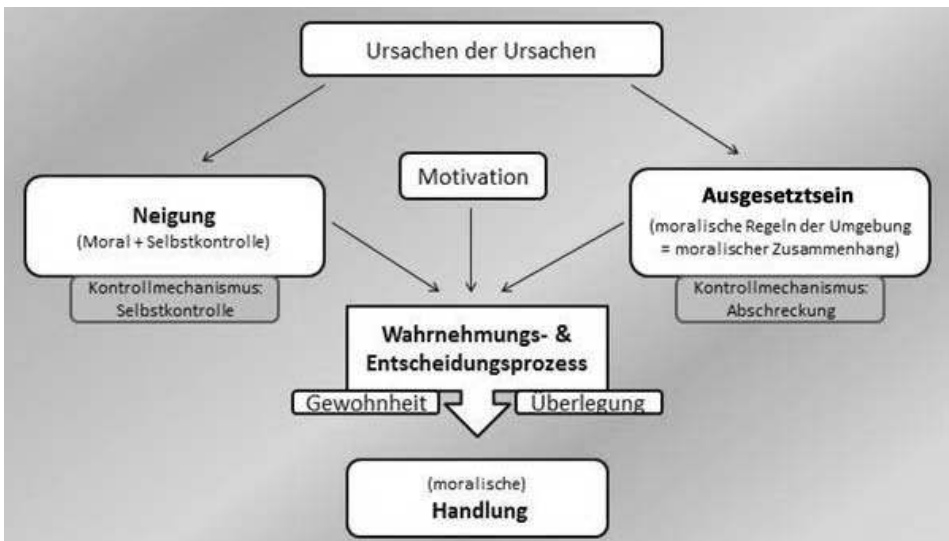 Ursachen der Ursachen
Motivation
Neigung
(Moral + Selbstkontrolle)
Kontrollmechanismus:
Selbstkontrolle
Ausgesetztsein
(moralische Regeln der Umgebung
= moralischer Zusammenhang)
Kontrollmechanismus:
Abschreckung
Wahrnehmungs- &
Entscheidungsprozess
Gewohnheit
Überlegung
(moralische)
Handlung